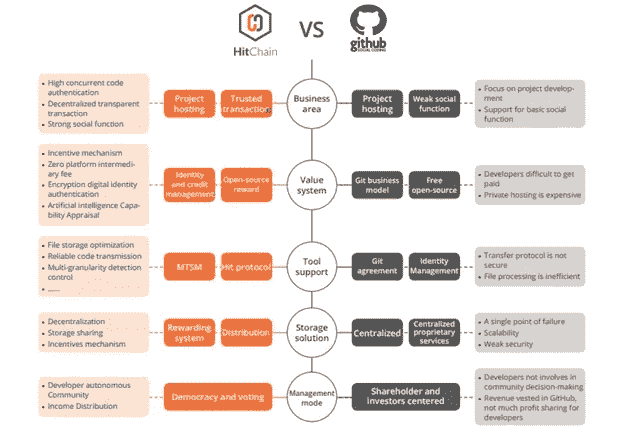 HitChain
VS
github
SOCIAL CODING
• High concurrent code
authentication
• Decentralized transparent
transaction
• Strong social function
Project
hosting
Trusted
transaction
Business
area
Project
hosting
Weak social
function
• Focus on project develop-
ment
• Support for basic social
function
• Incentive mechanism
• Zero platform intermedi-
ary fee
• Encryption digital identity
authentication
• Artificial intelligence Capa-
bility Appraisal
Identity
and credit
management
Open-source
reward
Value
system
Git business
model
Free
open-source
• Developers difficult to get
paid
• Private hosting is expensive
• File storage optimization
• Reliable code transmission
• Multi-granularity detection
control
• ......
MTSM
Hit protocol
Tool
support
Git
agreement
Identity
Management
• Transfer protocol is not
secure
• File processing is inefficient
• Decentralization
• Storage sharing
• Incentives mechanism
Rewarding
system
Distribution
Storage
solution
Centralized
Centralized
proprietary
services
• A single point of failure
• Scalability
• Weak security
• Developer autonomous
Community
• Income Distribution
Democracy and voting
Management
mode
Shareholder and
investors centered
• Developers not involves in
community decision-making
• Revenue vested in GitHub,
not much profit sharing for
developers